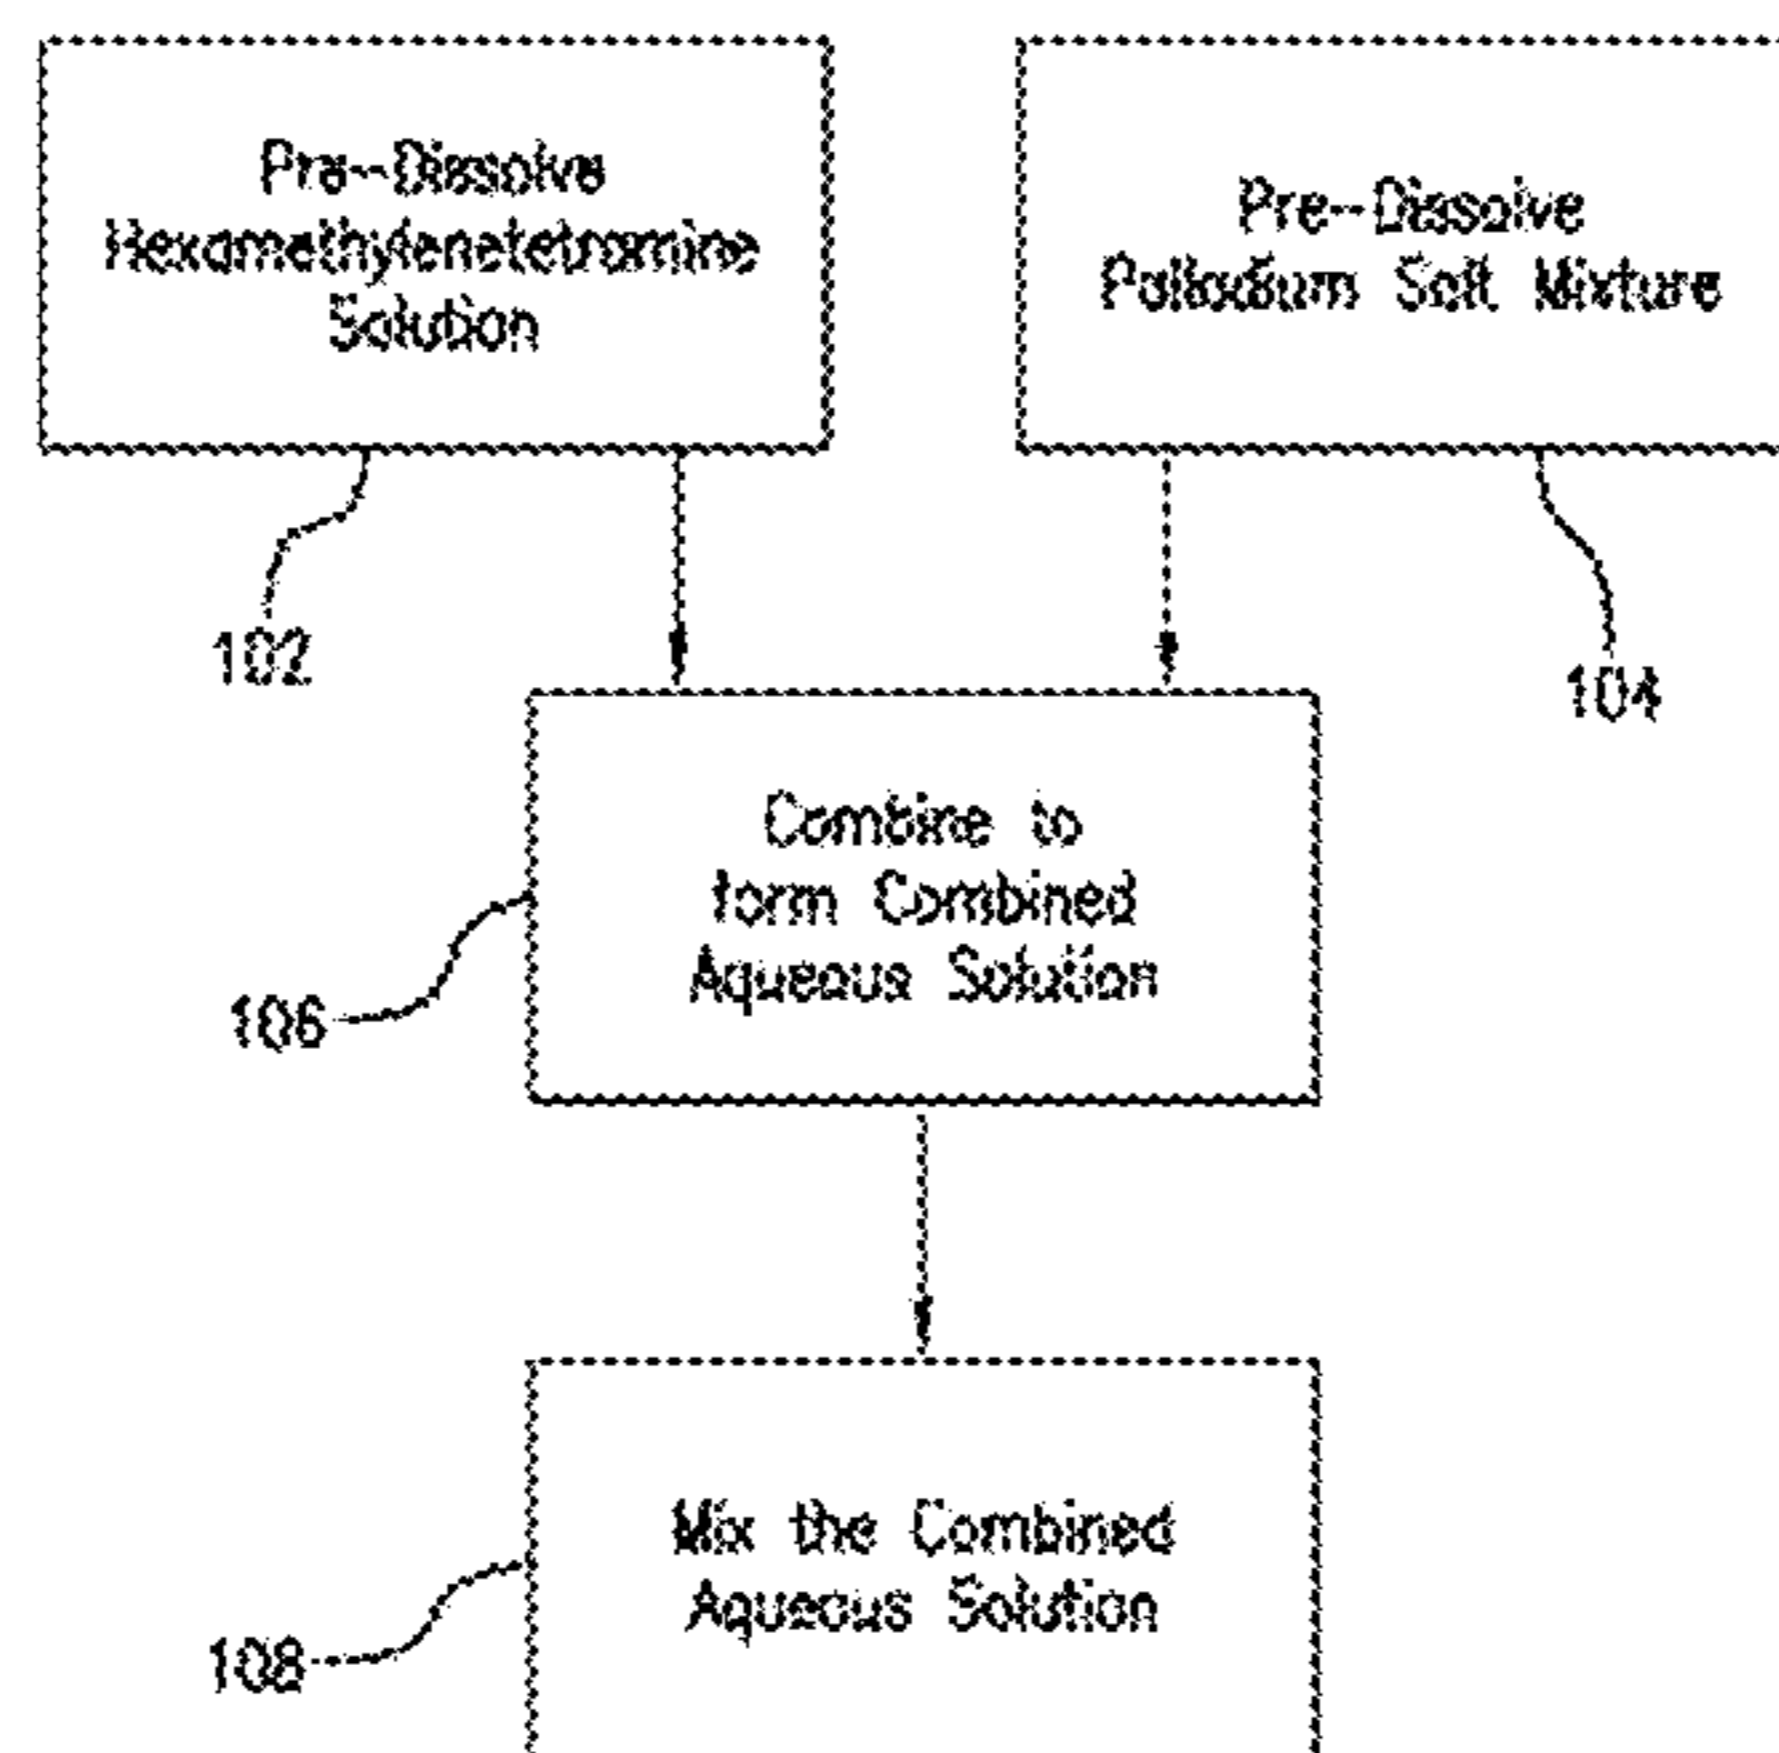 Pre-Dissolve
Hexamethylenetetramine
Solution
Pre-Dissolve
Palladium Salt Mixture
102
104
Combine to
form Combined
Aqueous Solution
106
Mix the Combined
Aqueous Solution
108